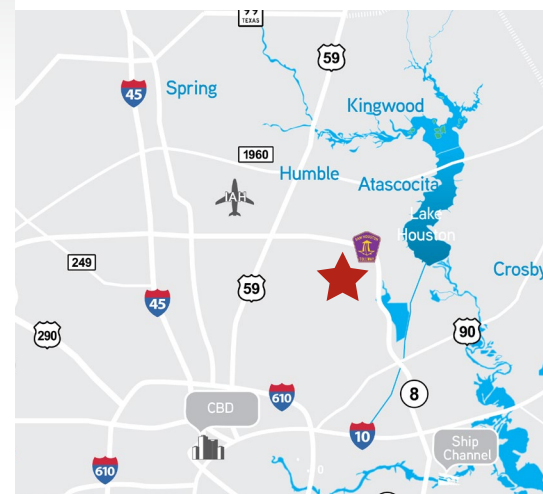 99
TEXAS
59
45
Spring
Kingwood
1960
Humble
IAH
Atascocita
Lake
Houston
249
Crosby
59
45
290
90
610
8
CBD
10
Ship
Channel
610